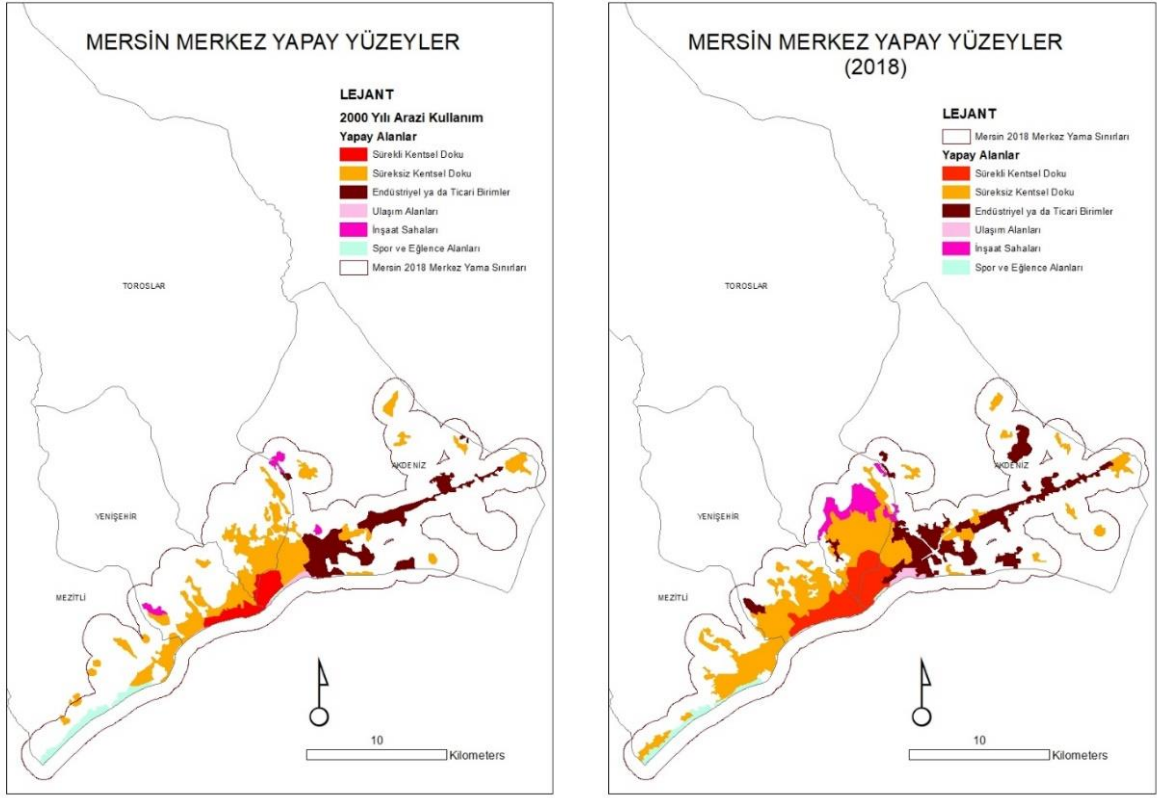 MERSİN MERKEZ YAPAY YÜZEYLER
LEJANT
2000 Yılı Arazi Kullanım
Yapay Alanlar
Sürekli Kentsel Doku
Süreksiz Kentsel Doku
Endüstriyel ya da Ticari Birimler
Ulaşım Alanları
İnşaat Sahaları
Spor ve Eğlence Alanları
Mersin 2018 Merkez Yama Sınırları
TOROSLAR
AKDENİZ
YENİŞEHİR
MEZİTLİ
10
Kilometers
MERSİN MERKEZ YAPAY YÜZEYLER
(2018)
LEJANT
Mersin 2018 Merkez Yama Sınırları
Yapay Alanlar
Sürekli Kentsel Doku
Süreksiz Kentsel Doku
Endüstriyel ya da Ticari Birimler
Ulaşım Alanları
İnşaat Sahaları
Spor ve Eğlence Alanları
TOROSLAR
AKDENİZ
YENİŞEHİR
MEZİTLİ
10
Kilometers